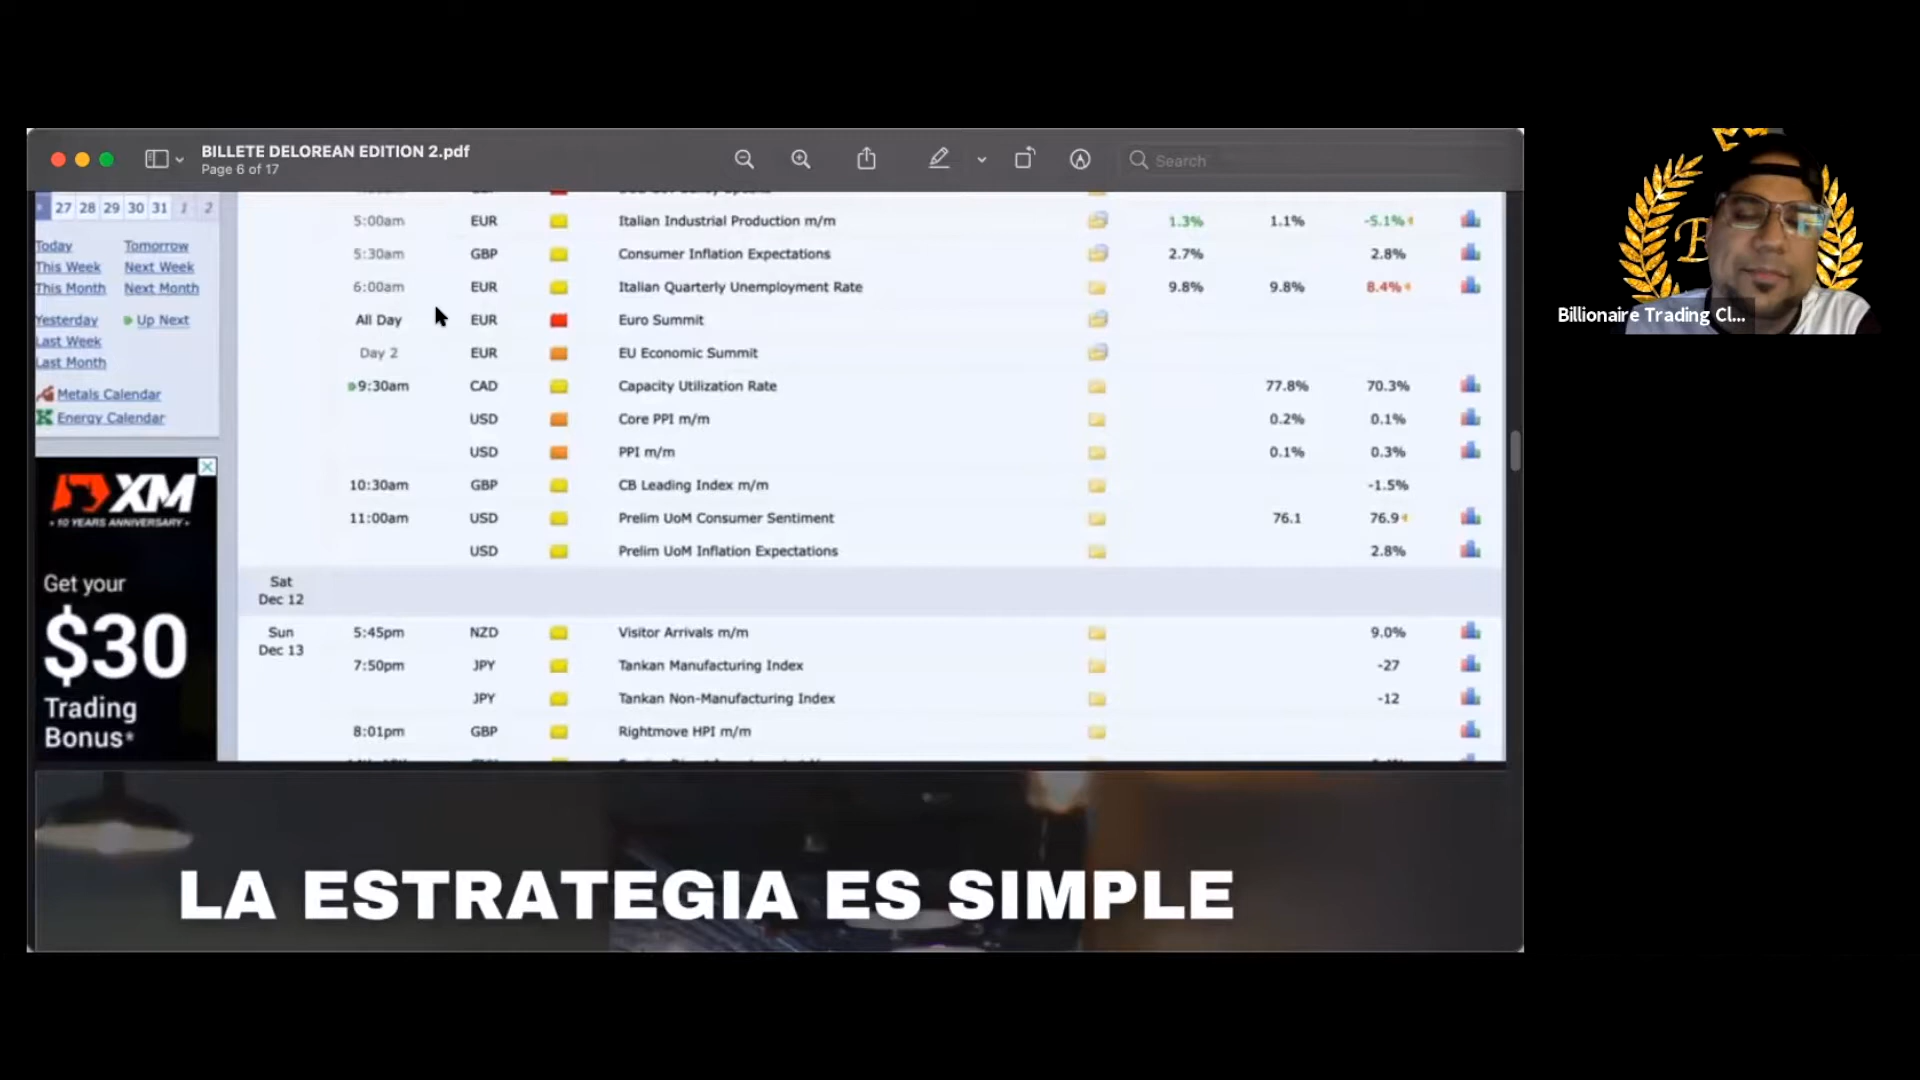 BILLETE DELOREAN EDITION 2.pdf
Page 6 of 17
Search
27 28 29 30 31 1 2
Today Tomorrow
This Week Next Week
This Month Next Month
Yesterday Up Next
Last Week
Last Month
Metals Calendar
Energy Calendar
XM
10 YEARS ANNIVERSARY
Get your
$30
Trading
Bonus*
5:00am EUR Italian Industrial Production m/m 1.3% 1.1% -5.1%
5:30am GBP Consumer Inflation Expectations 2.7% 2.8%
6:00am EUR Italian Quarterly Unemployment Rate 9.8% 9.8% 8.4%
All Day EUR Euro Summit
Day 2 EUR EU Economic Summit
9:30am CAD Capacity Utilization Rate 77.8% 70.3%
USD Core PPI m/m 0.2% 0.1%
USD PPI m/m 0.1% 0.3%
10:30am GBP CB Leading Index m/m -1.5%
11:00am USD Prelim UoM Consumer Sentiment 76.1 76.9
USD Prelim UoM Inflation Expectations 2.8%
Sat
Dec 12
Sun
Dec 13
5:45pm NZD Visitor Arrivals m/m 9.0%
7:50pm JPY Tankan Manufacturing Index -27
JPY Tankan Non-Manufacturing Index -12
8:01pm GBP Rightmove HPI m/m
LA ESTRATEGIA ES SIMPLE
Billionaire Trading Cl...